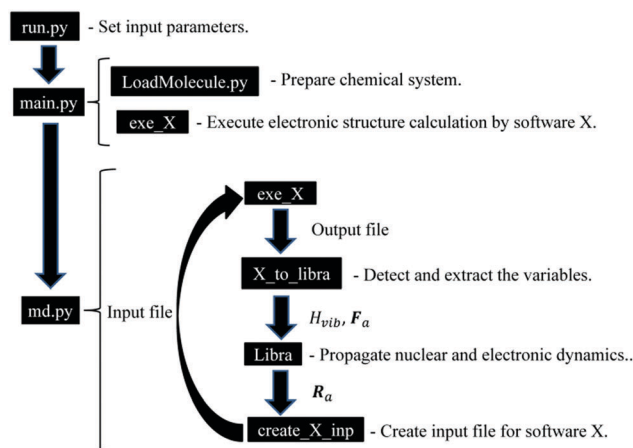 run.py - Set input parameters.
LoadMolecule.py - Prepare chemical system.
main.py
exe_X - Execute electronic structure calculation by software X.
exe_X
Output file
X_to_libra - Detect and extract the variables.
md.py
Input file
H_vib, F_a
Libra - Propagate nuclear and electronic dynamics..
R_a
create_X_inp - Create input file for software X.